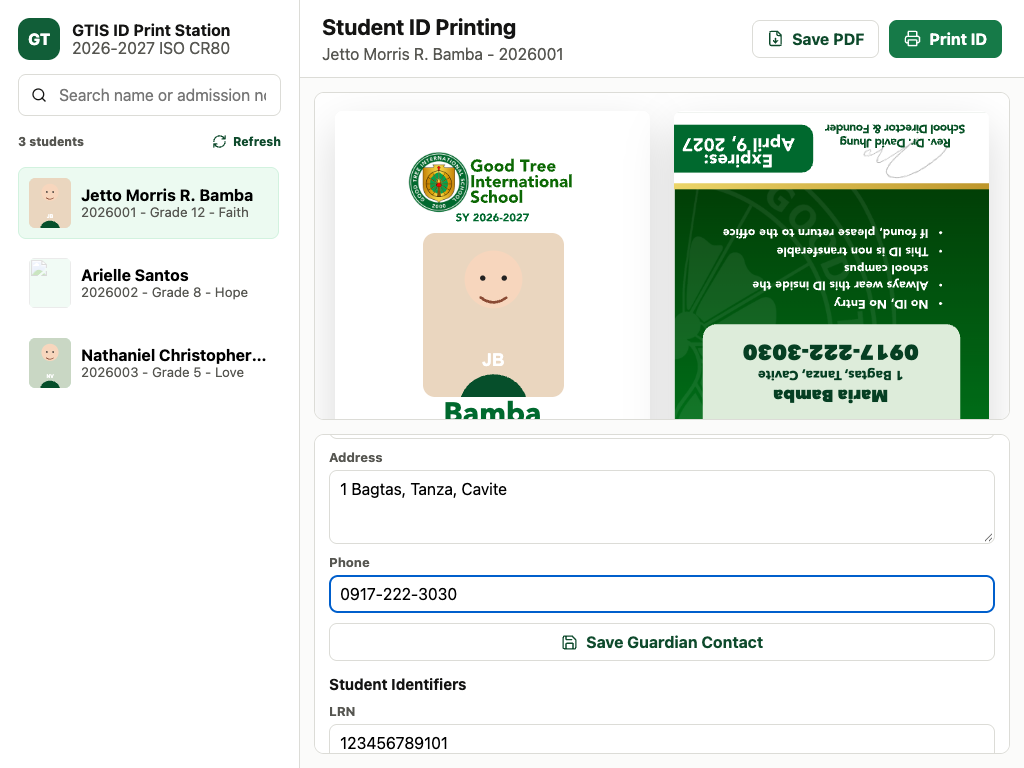 GT
GTIS ID Print Station
2026-2027 ISO CR80
Search name or admission n
3 students
Refresh
JB
Jetto Morris R. Bamba
2026001 - Grade 12 - Faith
Arielle Santos
2026002 - Grade 8 - Hope
Nathaniel Christopher...
2026003 - Grade 5 - Love
Student ID Printing
Jetto Morris R. Bamba - 2026001
Save PDF
Print ID
GOOD TREE INTERNATIONAL SCHOOL
2008
Good Tree
International
School
SY 2026-2027
JB
Bamba
Maria Bamba
1 Bagtas, Tanza, Cavite
0917-222-3030
• No ID, No Entry
• Always wear this ID inside the
school campus
• This ID is non transferable
• If found, please return to the office
Expires:
April 9, 2027
Rev. Dr. David Jhung
School Director & Founder
Address
1 Bagtas, Tanza, Cavite
Phone
0917-222-3030
Save Guardian Contact
Student Identifiers
LRN
123456789101